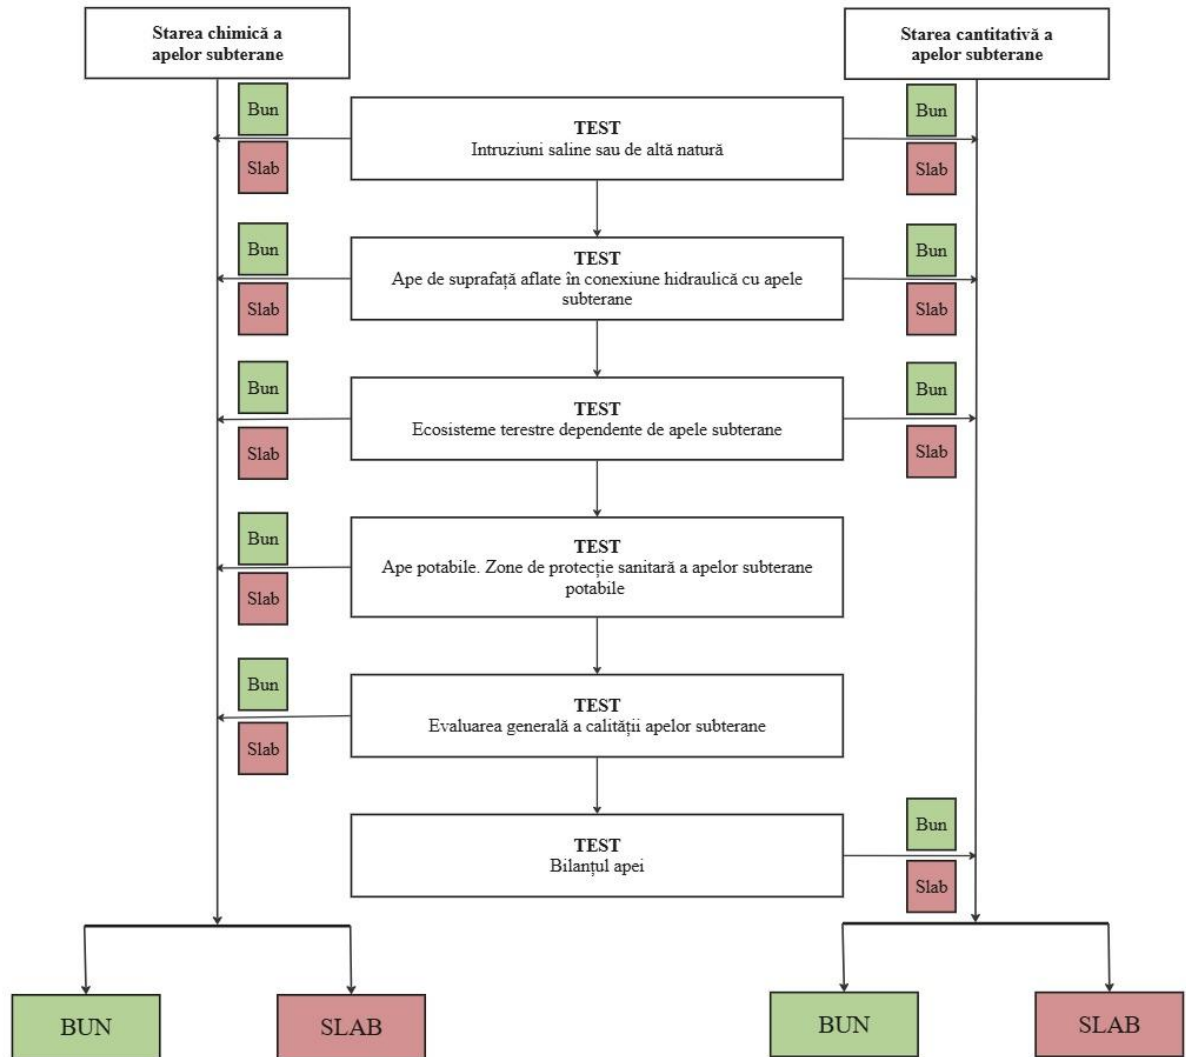 Starea chimică a
apelor subterane
Starea cantitativă a
apelor subterane
Bun
Slab
TEST
Intruziuni saline sau de altă natură
Bun
Slab
Bun
Slab
TEST
Ape de suprafață aflate în conexiune hidraulică cu apele
subterane
Bun
Slab
Bun
Slab
TEST
Ecosisteme terestre dependente de apele subterane
Bun
Slab
Bun
Slab
TEST
Ape potabile. Zone de protecție sanitară a apelor subterane
potabile
Bun
Slab
TEST
Evaluarea generală a calității apelor subterane
TEST
Bilanțul apei
Bun
Slab
BUN
SLAB
BUN
SLAB